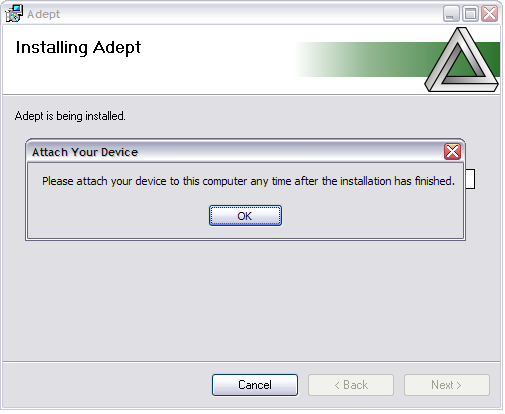 Adept
Installing Adept
Adept is being installed.
Attach Your Device
Please attach your device to this computer any time after the installation has finished.
OK
Cancel
< Back
Next >